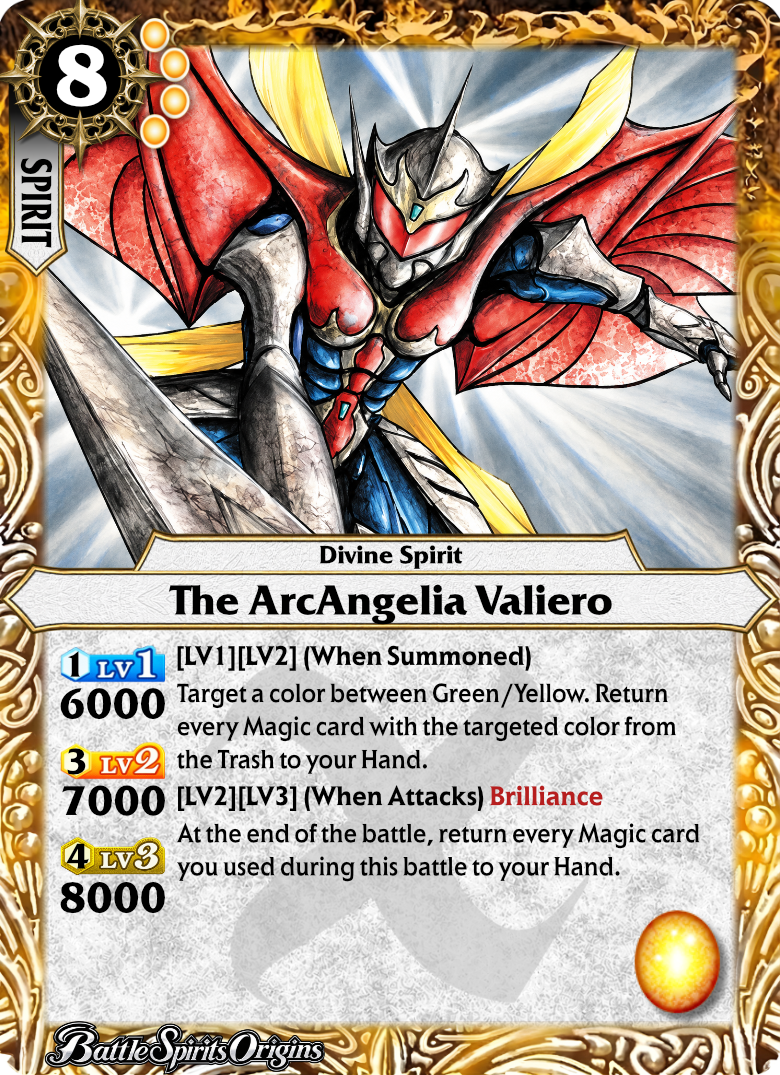 8
SPIRIT
Divine Spirit
The ArcAngelia Valiero
1 LV1
6000
3 LV2
7000
4 LV3
8000
[LV1][LV2] (When Summoned)
Target a color between Green/Yellow. Return
every Magic card with the targeted color from
the Trash to your Hand.
[LV2][LV3] (When Attacks) Brilliance
At the end of the battle, return every Magic card
you used during this battle to your Hand.
Battle Spirits Origins